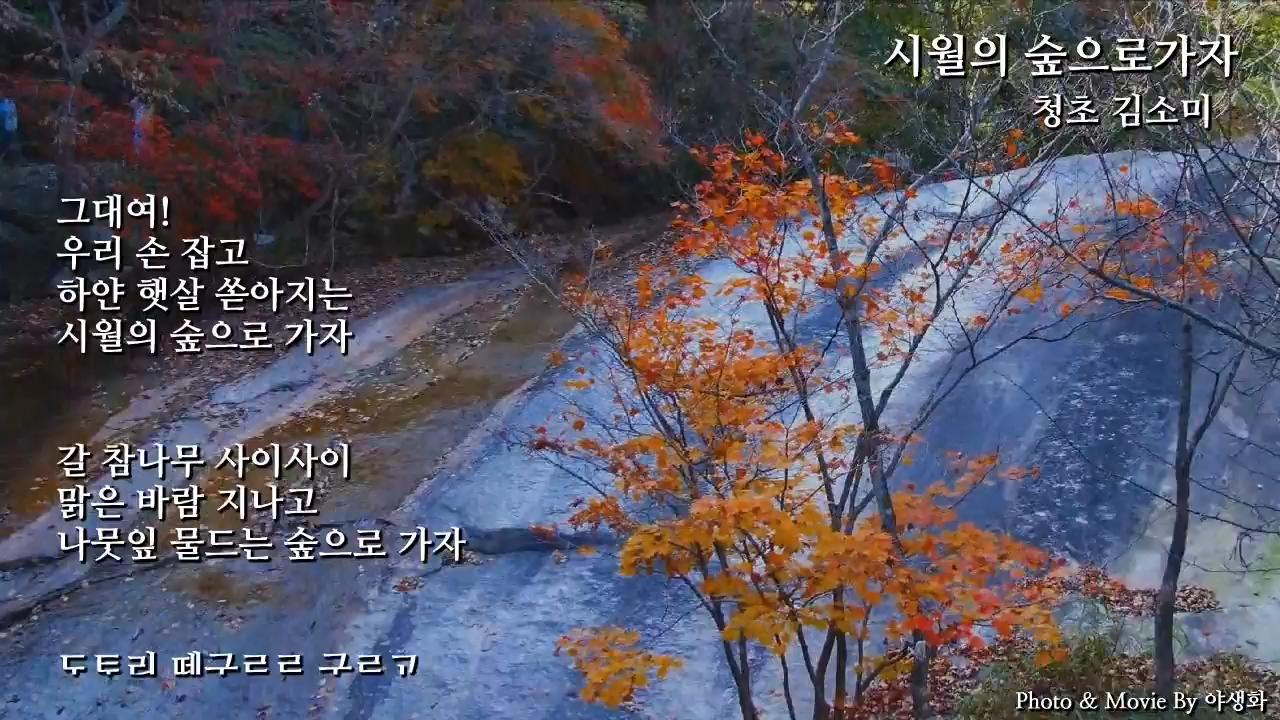 시월의 숲으로가자
청초 김소미
그대여!
우리 손 잡고
하얀 햇살 쏟아지는
시월의 숲으로 가자
갈 참나무 사이사이
맑은 바람 지나고
나뭇잎 물드는 숲으로 가자
Photo & Movie By 야생화